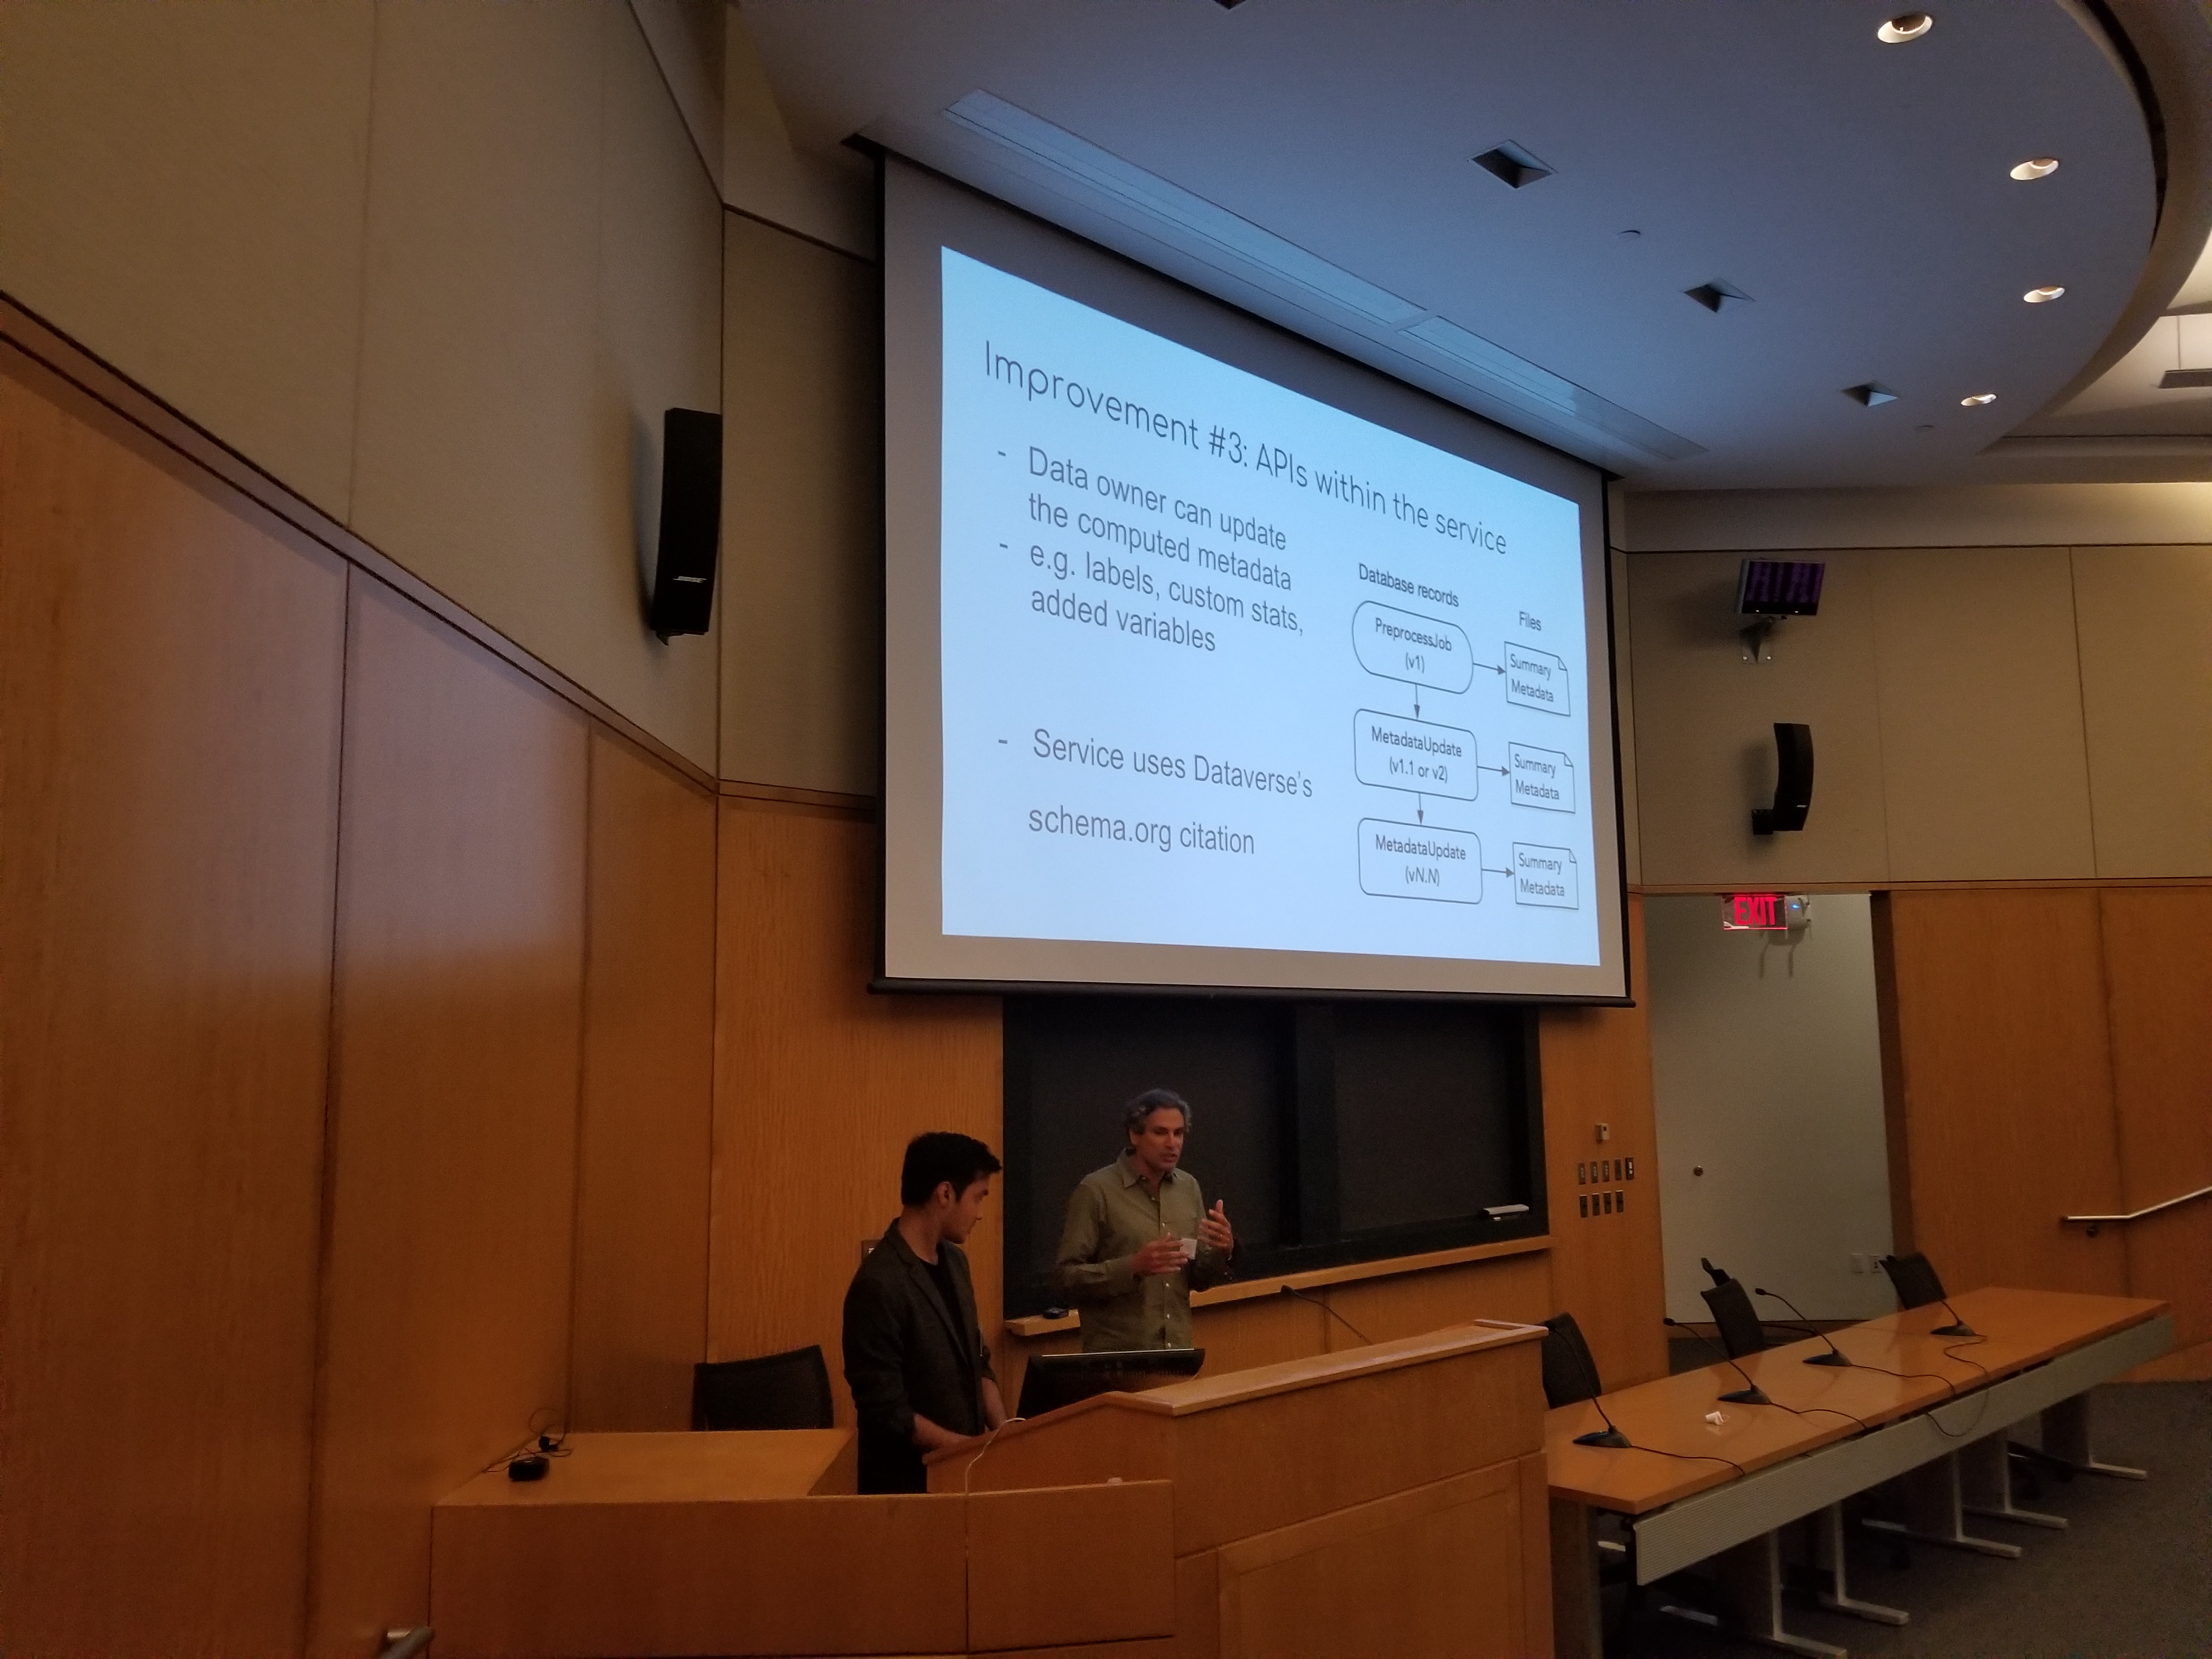 Improvement #3: APIs within the service
- Data owner can update
the computed metadata
- e.g. labels, custom stats,
added variables
- Service uses Dataverse's
schema.org citation
Database records
Files
PreprocessJob
(v1)
Summary
Metadata
MetadataUpdate
(v1.1 or v2)
Summary
Metadata
MetadataUpdate
(vN.N)
Summary
Metadata
EXIT